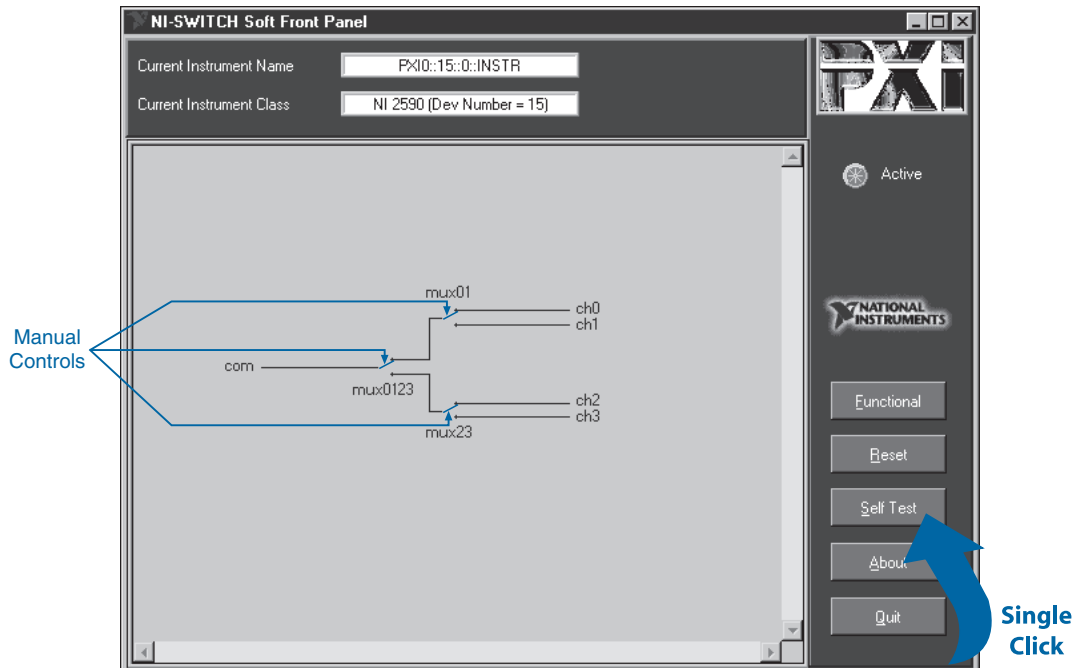 NI-SWITCH Soft Front Panel
Current Instrument Name
PXI0::15::0::INSTR
Current Instrument Class
NI 2590 (Dev Number = 15)
PXI
Active
mux01
ch0
ch1
Manual
Controls
com
mux0123
ch2
ch3
mux23
NATIONAL
INSTRUMENTS
Functional
Reset
Self Test
About
Quit
Single
Click